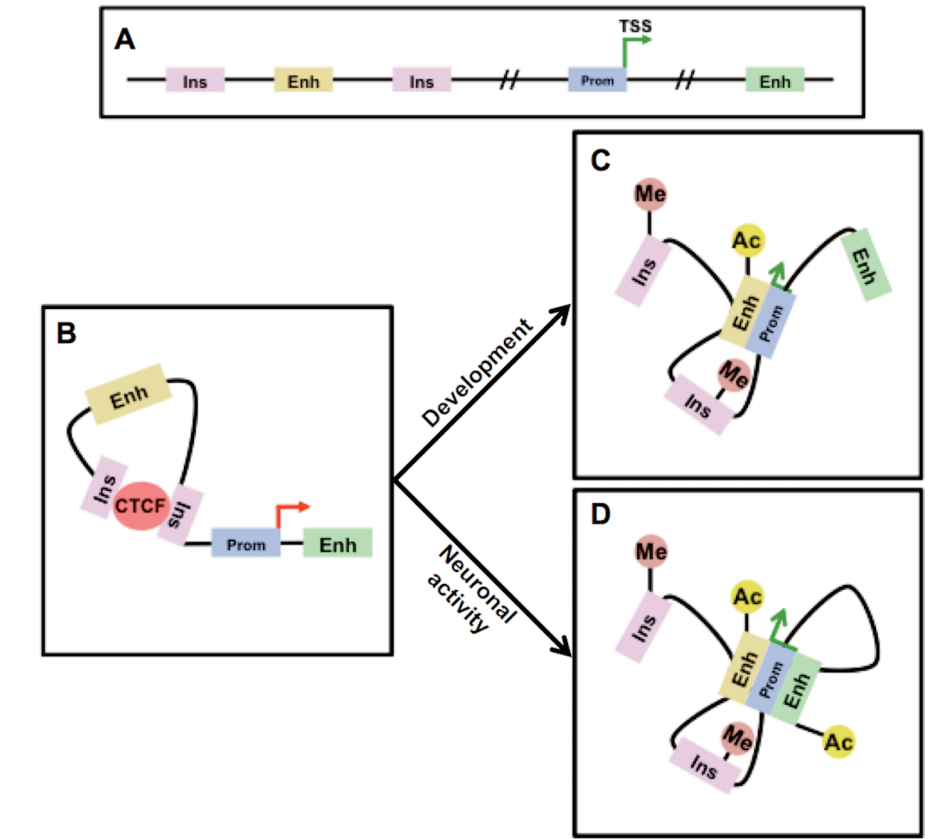 A
TSS
Ins Enh Ins // Prom // Enh
C
Me
Ac
Ins
Enh
Prom
Enh
Me
Ins
B
Enh
Ins
CTCF
Ins
Prom
Enh
Development
Neuronal
activity
D
Me
Ac
Ins
Enh
Prom
Enh
Me
Ac
Ins